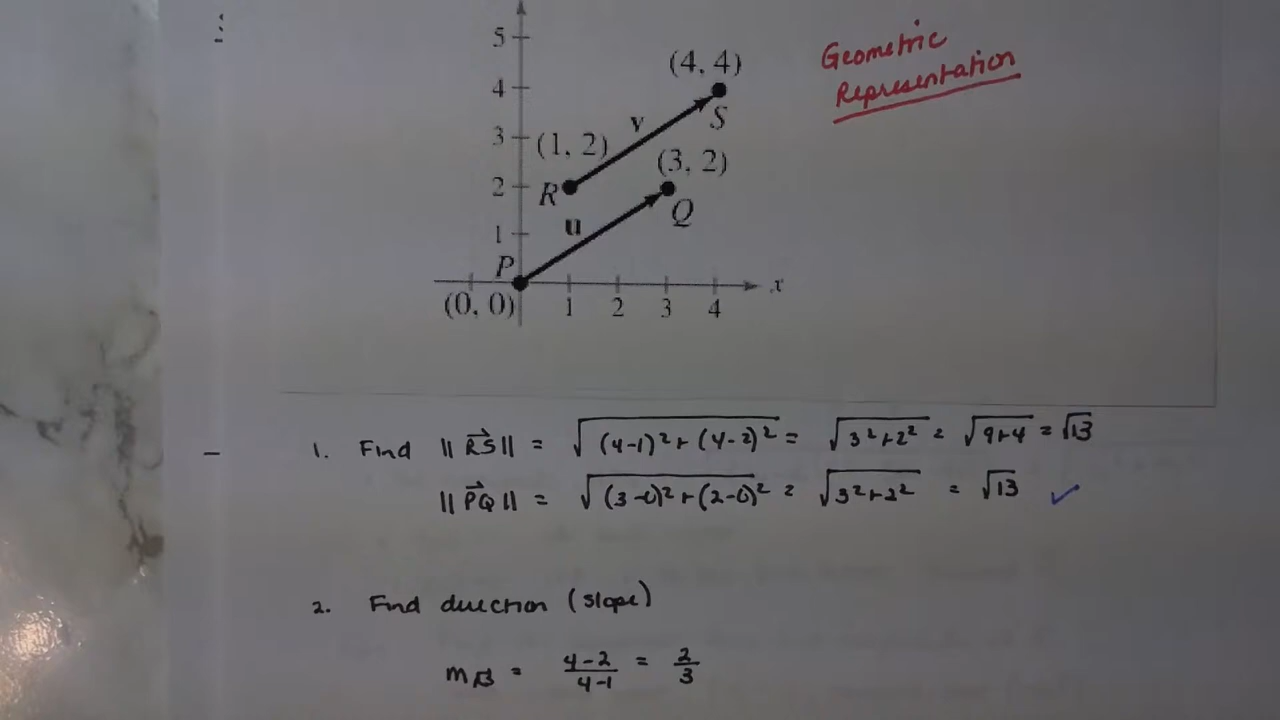 5
(4, 4)
Geometric
Representation
4
S
v
3
(1, 2)
(3, 2)
2
R
Q
u
1
P
x
(0, 0)
1 2 3 4
1. Find ||RS⃗|| = √((4-1)²+(4-2)²) = √(3²+2²) = √(9+4) = √13
||PQ⃗|| = √((3-0)²+(2-0)²) = √(3²+2²) = √13 ✓
2. Find direction (slope)
m = (4-2)/(4-1) = 2/3